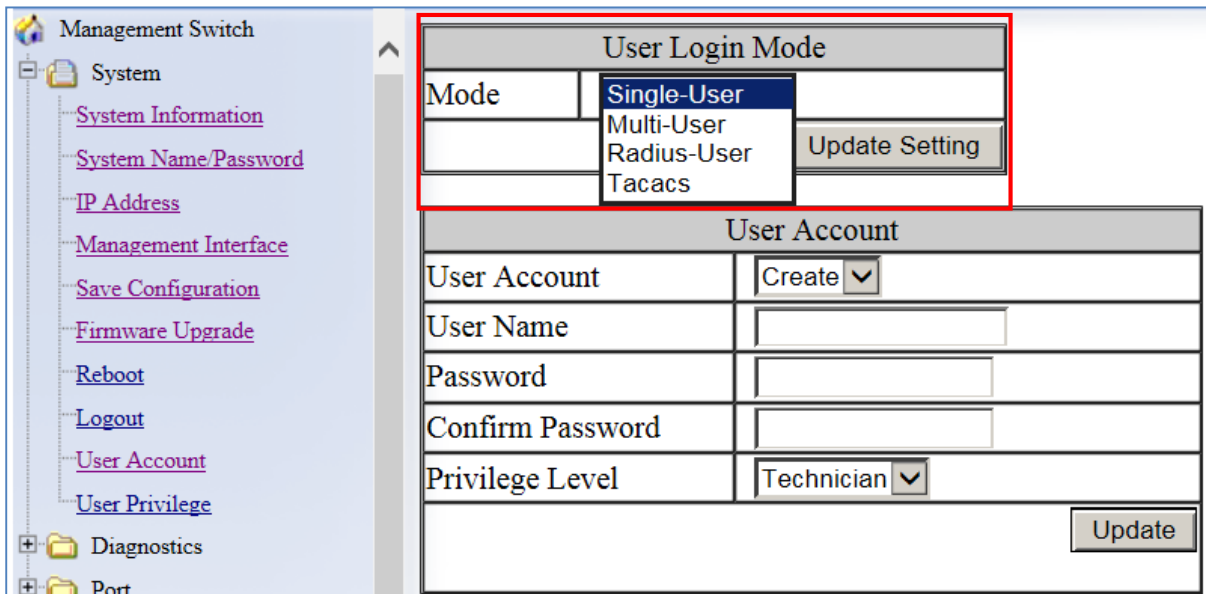 Management Switch
System
System Information
System Name/Password
IP Address
Management Interface
Save Configuration
Firmware Upgrade
Reboot
Logout
User Account
User Privilege
Diagnostics
Port
User Login Mode
Mode
Single-User
Multi-User
Radius-User
Tacacs
Update Setting
User Account
User Account Create
User Name
Password
Confirm Password
Privilege Level Technician
Update